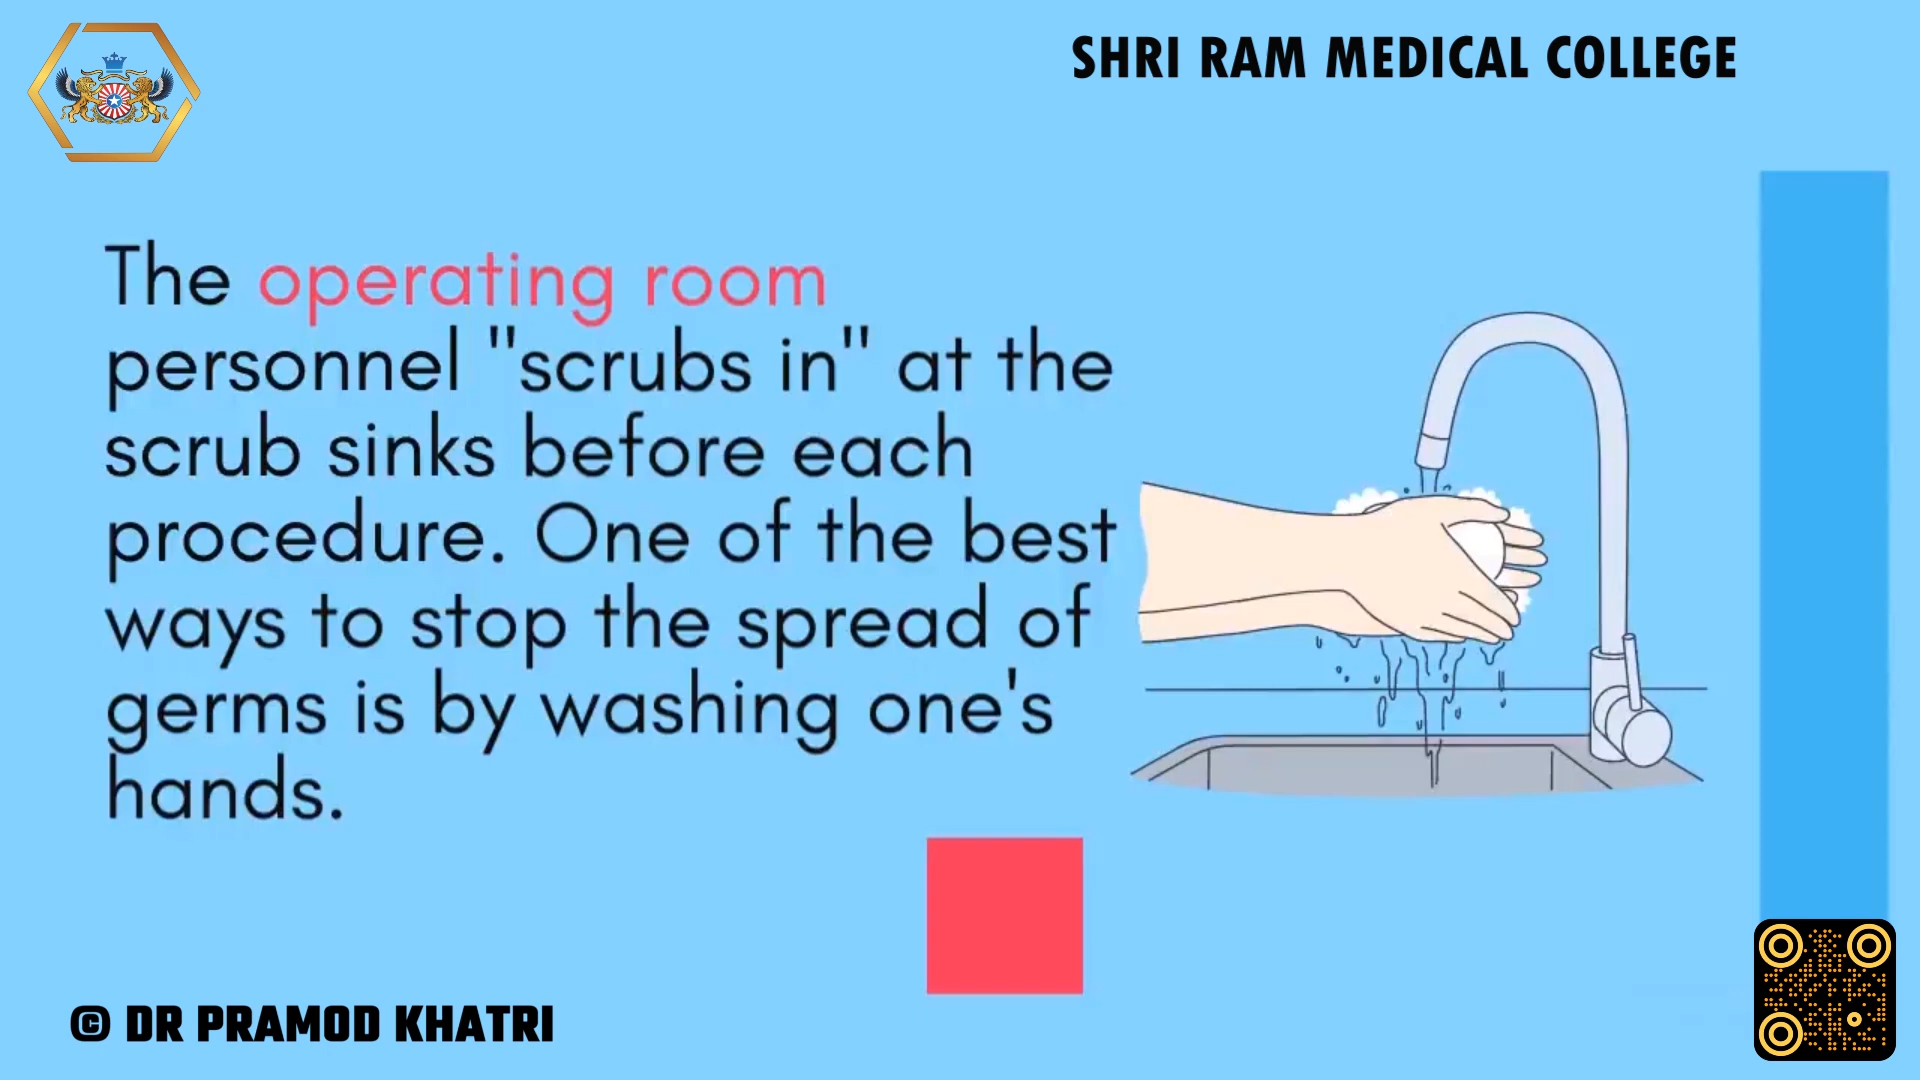 SHRI RAM MEDICAL COLLEGE
The operating room
personnel "scrubs in" at the
scrub sinks before each
procedure. One of the best
ways to stop the spread of
germs is by washing one's
hands.
© DR PRAMOD KHATRI